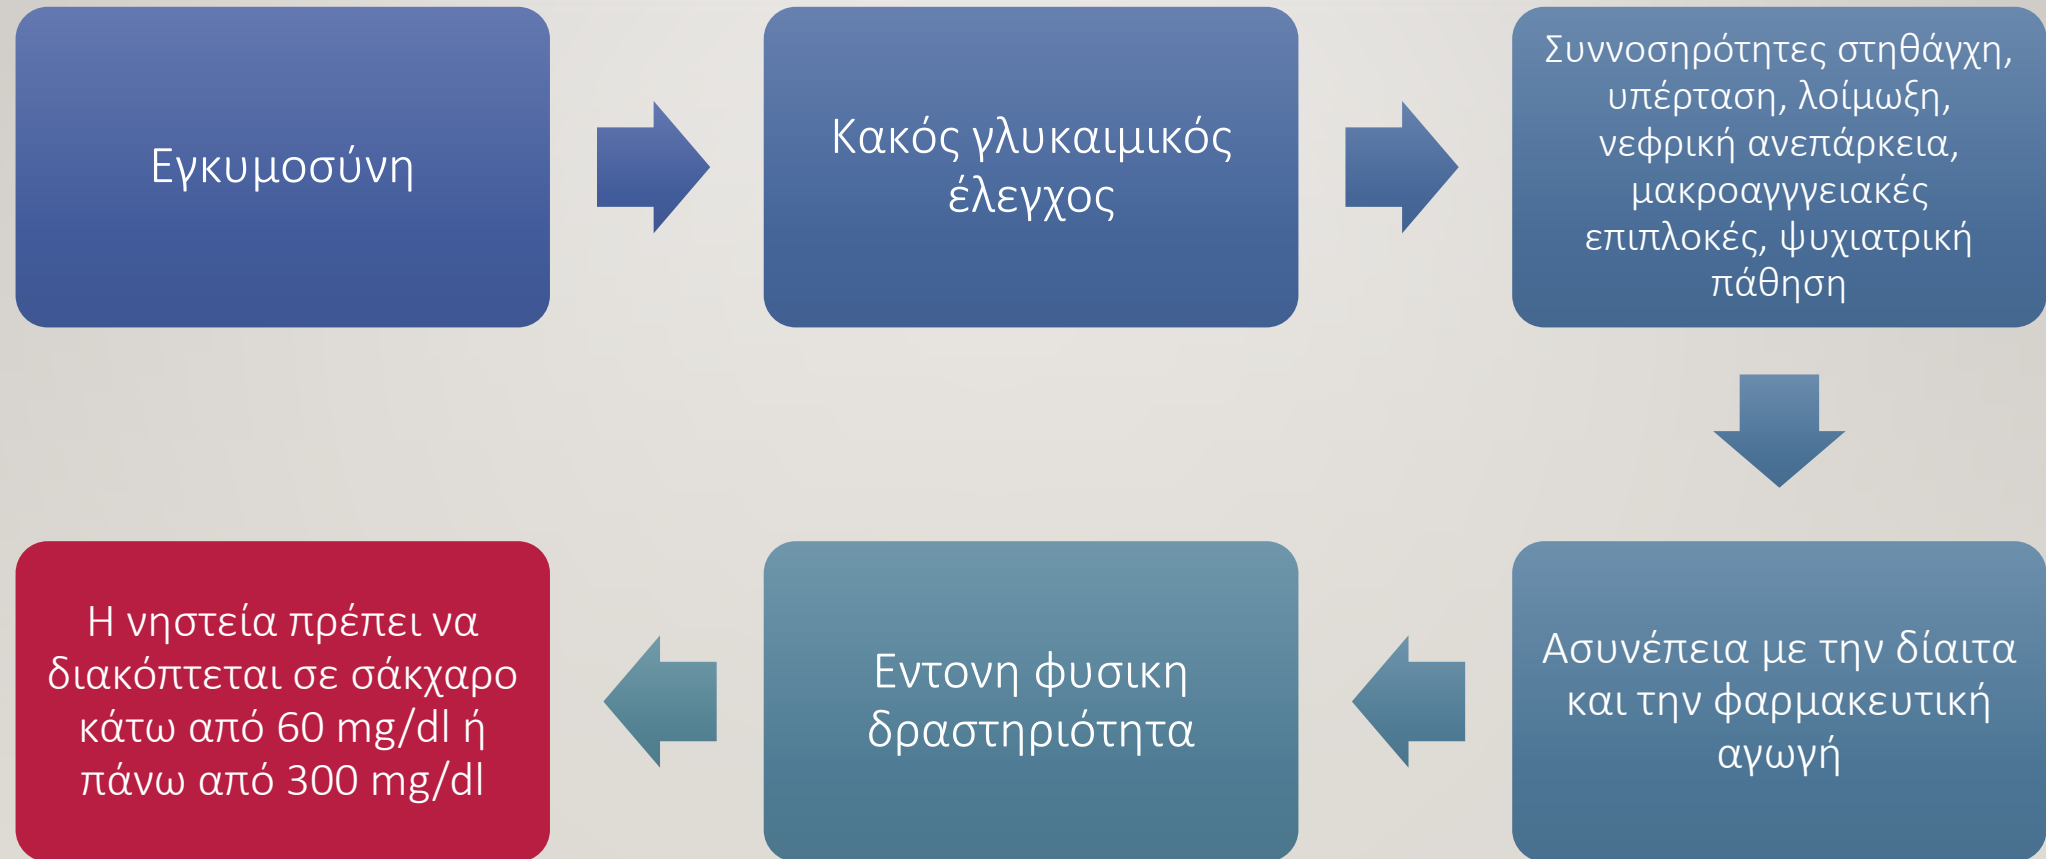 Εγκυμοσύνη
Κακός γλυκαιμικός
έλεγχος
Συννοσηρότητες στηθάγχη,
υπέρταση, λοίμωξη,
νεφρική ανεπάρκεια,
μακροαγγγειακές
επιπλοκές, ψυχιατρική
πάθηση
Ασυνέπεια με την δίαιτα
και την φαρμακευτική
αγωγή
Εντονη φυσικη
δραστηριότητα
Η νηστεία πρέπει να
διακόπτεται σε σάκχαρο
κάτω από 60 mg/dl ή
πάνω από 300 mg/dl